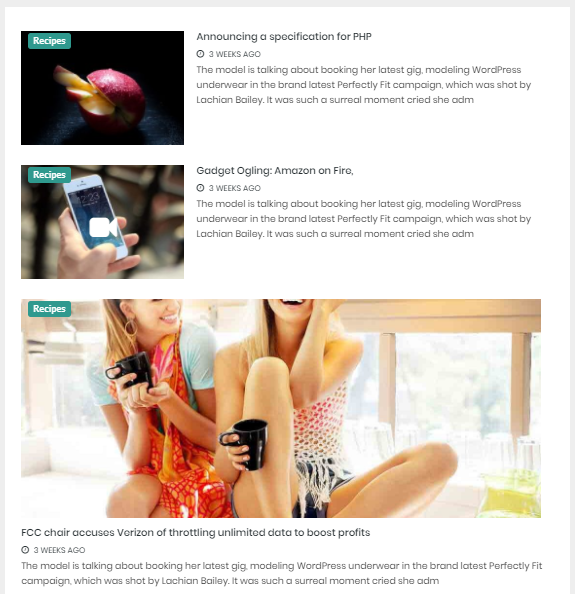 Recipes
Announcing a specification for PHP
3 WEEKS AGO
The model is talking about booking her latest gig, modeling WordPress
underwear in the brand latest Perfectly Fit campaign, which was shot by
Lachian Bailey. It was such a surreal moment cried she adm
Recipes
Gadget Ogling: Amazon on Fire,
3 WEEKS AGO
The model is talking about booking her latest gig, modeling WordPress
underwear in the brand latest Perfectly Fit campaign, which was shot by
Lachian Bailey. It was such a surreal moment cried she adm
Recipes
FCC chair accuses Verizon of throttling unlimited data to boost profits
3 WEEKS AGO
The model is talking about booking her latest gig, modeling WordPress underwear in the brand latest Perfectly Fit
campaign, which was shot by Lachian Bailey. It was such a surreal moment cried she adm